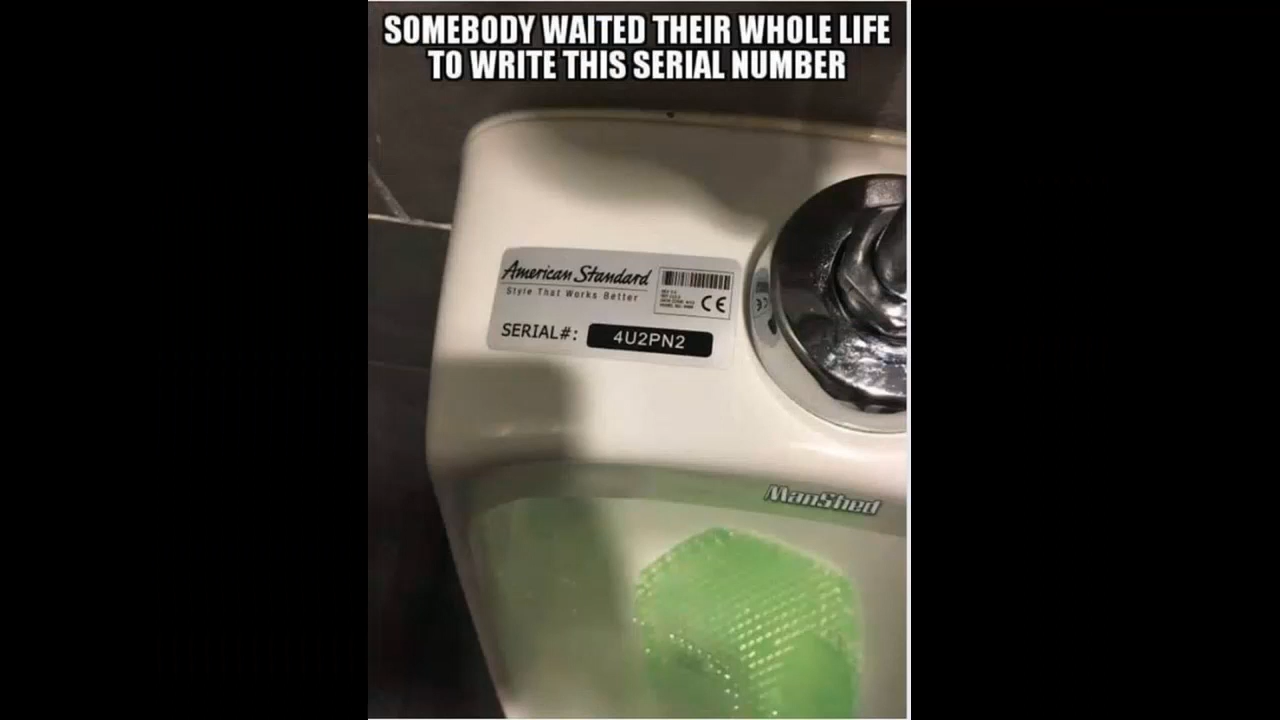 SOMEBODY WAITED THEIR WHOLE LIFE
TO WRITE THIS SERIAL NUMBER
American Standard
Style That Works Better
CE
SERIAL#: 4U2PN2
ManShed